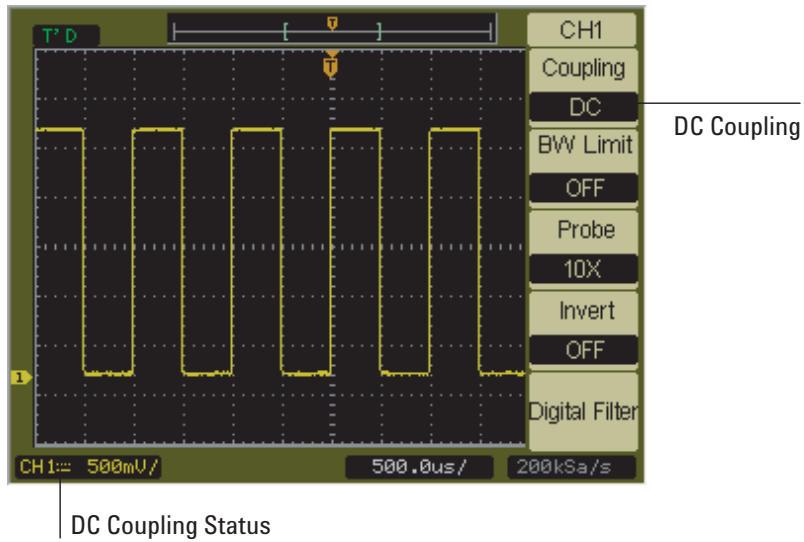 T'D
T
CH1
T
Coupling
DC
DC Coupling
BW Limit
OFF
Probe
10X
Invert
OFF
1
Digital Filter
CH1 500mV/
500.0us/
200kSa/s
DC Coupling Status